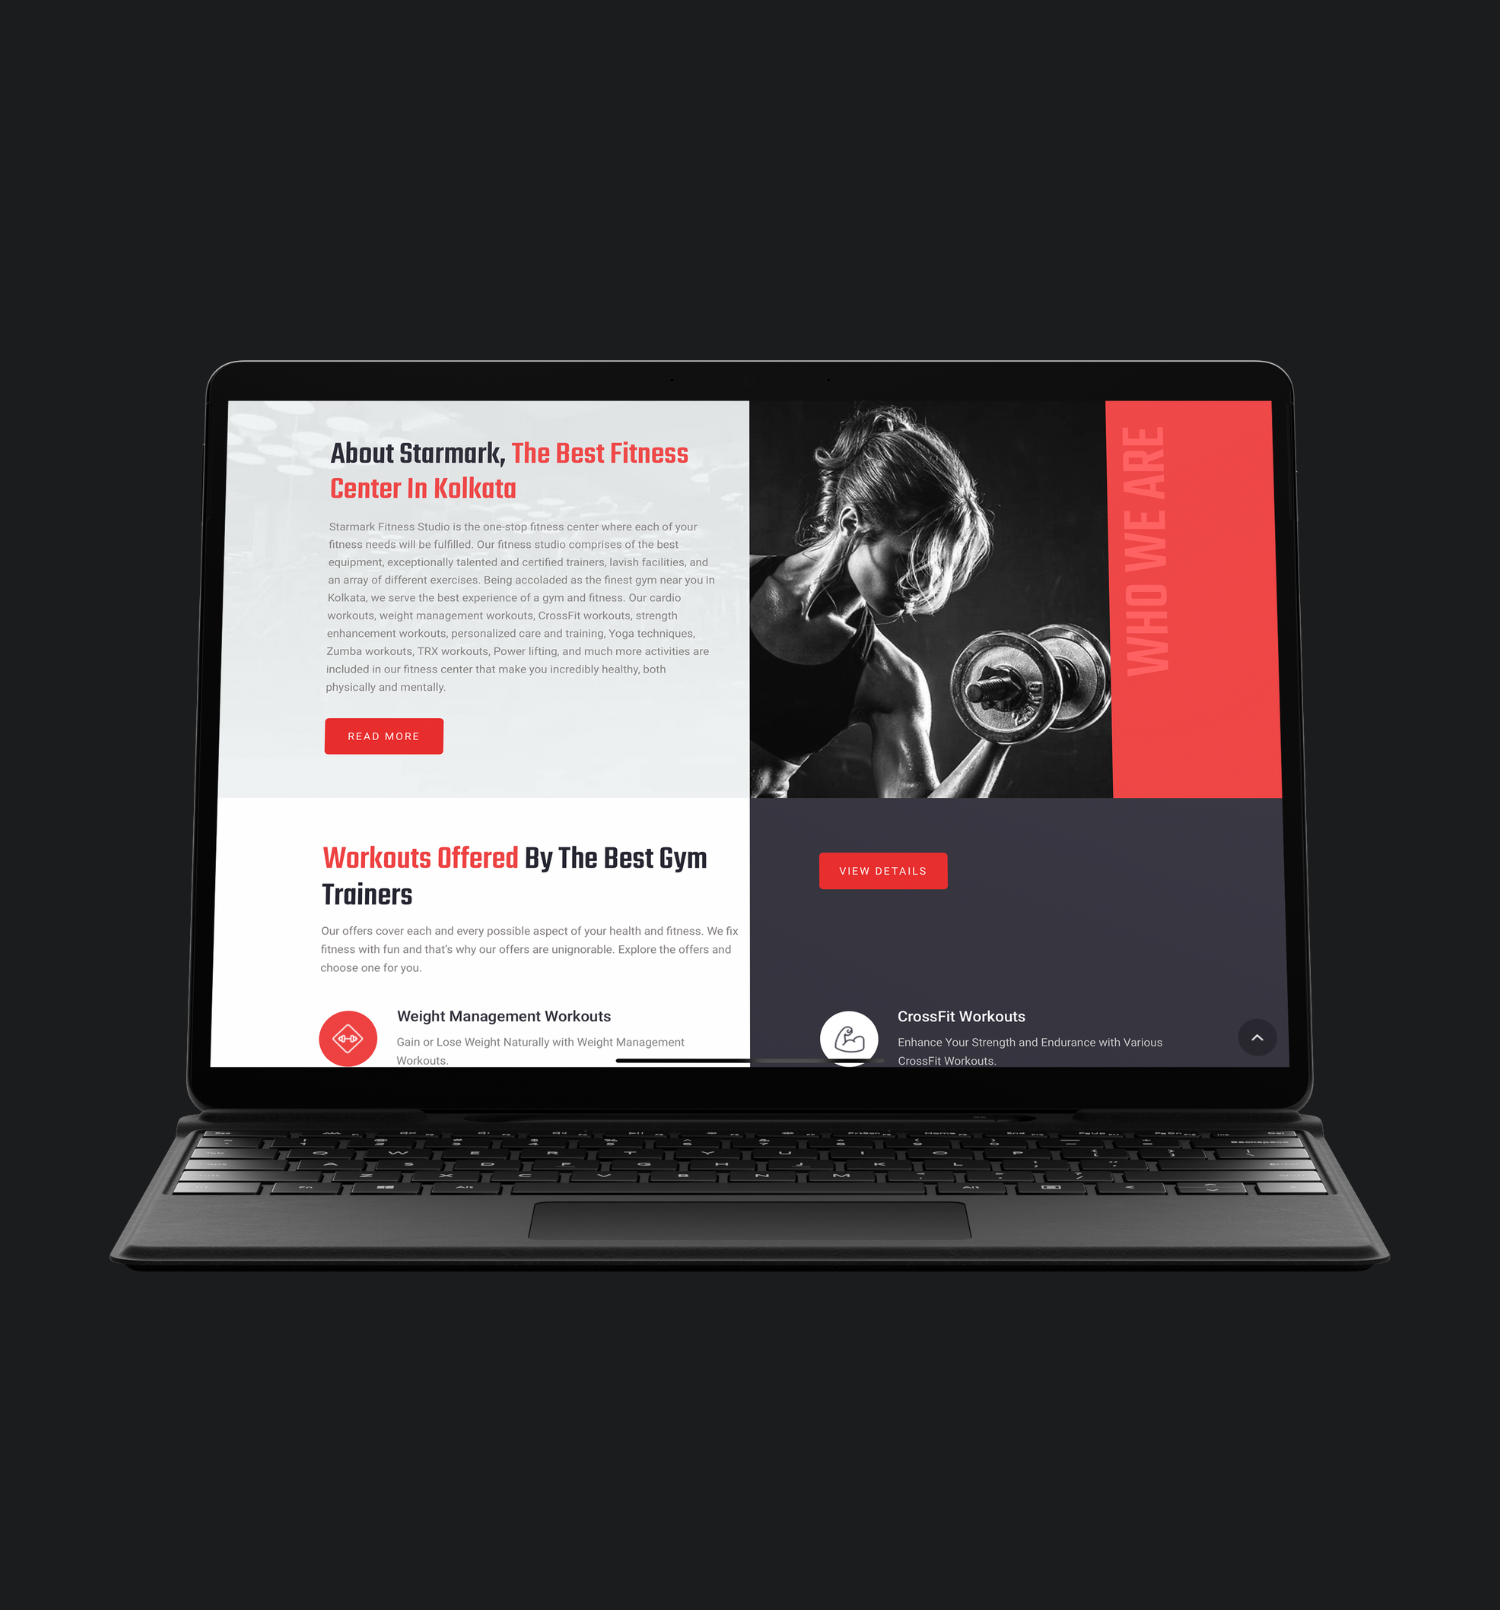 About Starmark, The Best Fitness
Center In Kolkata
Starmark Fitness Studio is the one-stop fitness center where each of your
fitness needs will be fulfilled. Our fitness studio comprises of the best
equipment, exceptionally talented and certified trainers, lavish facilities, and
an array of different exercises. Being accoladed as the finest gym near you in
Kolkata, we serve the best experience of a gym and fitness. Our cardio
workouts, weight management workouts, CrossFit workouts, strength
enhancement workouts, personalized care and training, Yoga techniques,
Zumba workouts, TRX workouts, Power lifting, and much more activities are
included in our fitness center that make you incredibly healthy, both
physically and mentally.
READ MORE
WHO WE ARE
Workouts Offered By The Best Gym
Trainers
Our offers cover each and every possible aspect of your health and fitness. We fix
fitness with fun and that's why our offers are unignorable. Explore the offers and
choose one for you.
VIEW DETAILS
Weight Management Workouts
Gain or Lose Weight Naturally with Weight Management
Workouts.
CrossFit Workouts
Enhance Your Strength and Endurance with Various
CrossFit Workouts.
Q W E R T Y U I O P
A S D F G H J K L
Z X C V B N M
Fn Alt Alt